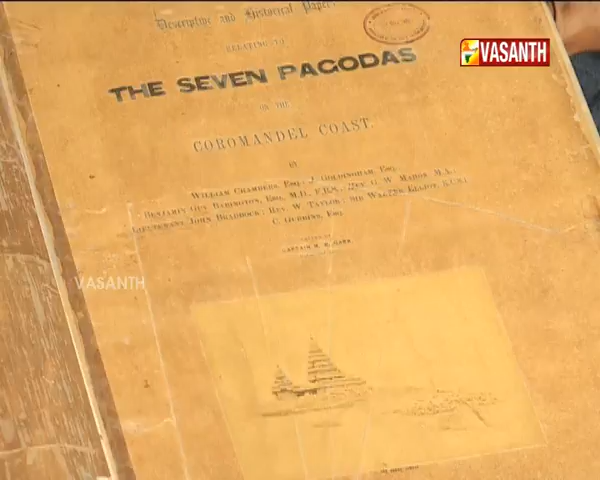 Descriptive and Historical Papers
RELATING TO
THE SEVEN PAGODAS
ON THE
COROMANDEL COAST.
BY
WILLIAM CHAMBERS, ESQ.; J. GOLDINGHAM, ESQ.
BENJAMIN GUY BABINGTON, ESQ. M.D., F.R.S.; REV. G. W. MAHON, M.A.,
LIEUTENANT JOHN BRADDOCK; REV. W. TAYLOR; SIR WALTER ELLIOT, K.C.S.I
C. GUBBINS, ESQ.
EDITED BY
CAPTAIN M. W. CARR
VASANTH
VASANTH